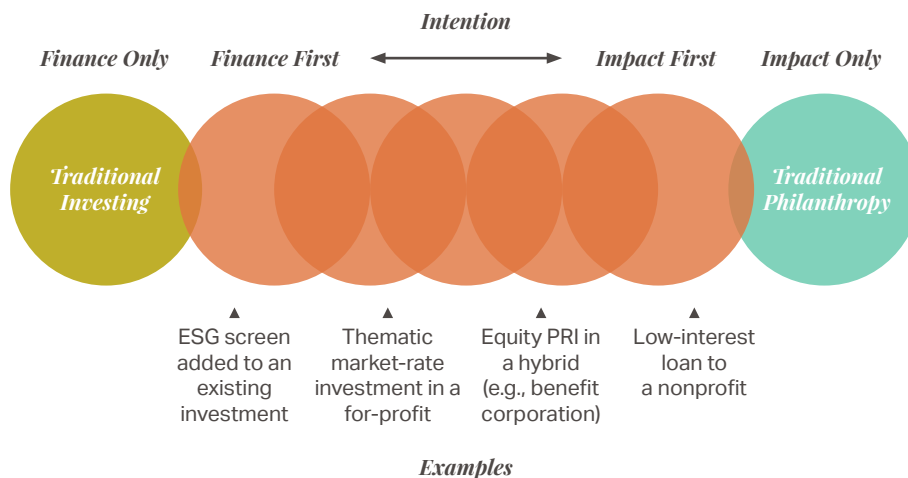 Intention
Finance Only
Finance First
Impact First
Impact Only
Traditional
Investing
Traditional
Philanthropy
ESG screen
added to an
existing
investment
Thematic
market-rate
investment in a
for-profit
Equity PRI in
a hybrid
(e.g., benefit
corporation)
Low-interest
loan to
a nonprofit
Examples